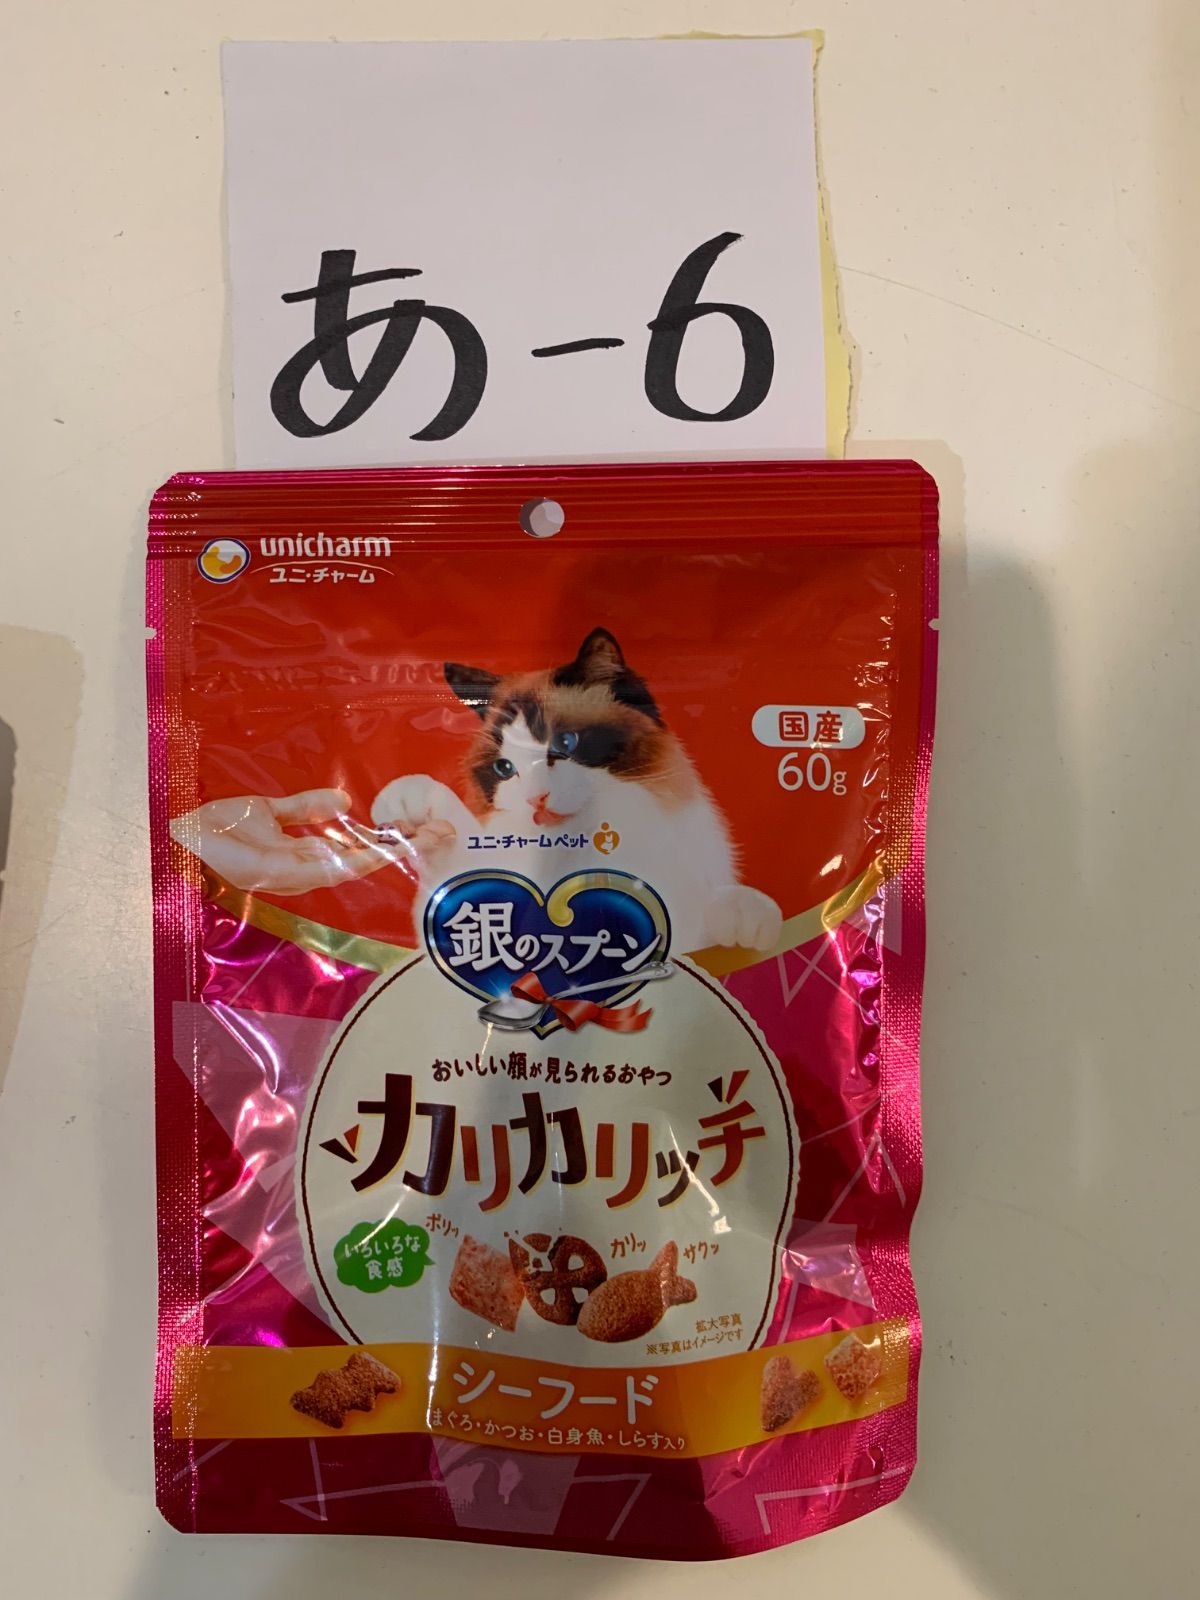 あ-6
unicharm
ユニ・チャーム
国産
60g
ユニ・チャームペット
銀のスプーン
おいしい顔が見られるおやつ
カリカリッチ
いろいろな
食感
ポリッ
カリッ
サクッ
拡大写真
※写真はイメージです
シーフード
まぐろ・かつお・白身魚・しらす入り